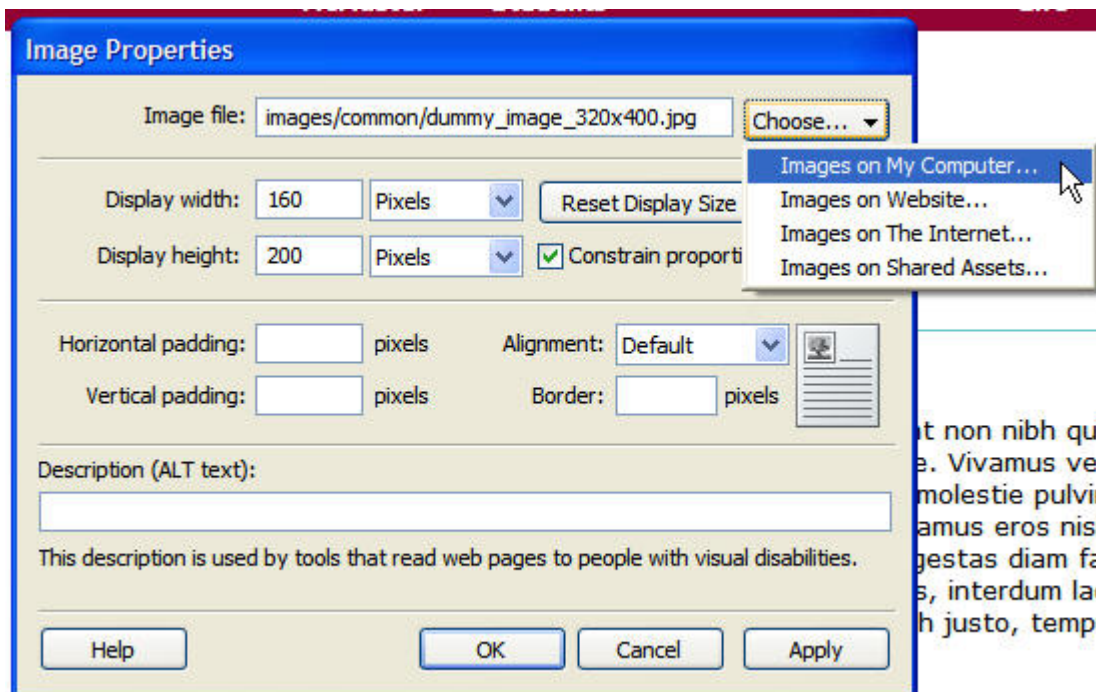 Image Properties
Image file: images/common/dummy_image_320x400.jpg Choose...
Images on My Computer...
Display width: 160 Pixels Reset Display Size
Images on Website...
Images on The Internet...
Display height: 200 Pixels Constrain proporti
Images on Shared Assets...
Horizontal padding: pixels Alignment: Default
Vertical padding: pixels Border: pixels
t non nibh qu
Description (ALT text):
e. Vivamus ve
molestie pulvi
amus eros nis
This description is used by tools that read web pages to people with visual disabilities.
gestas diam fa
s, interdum la
h justo, temp
Help OK Cancel Apply